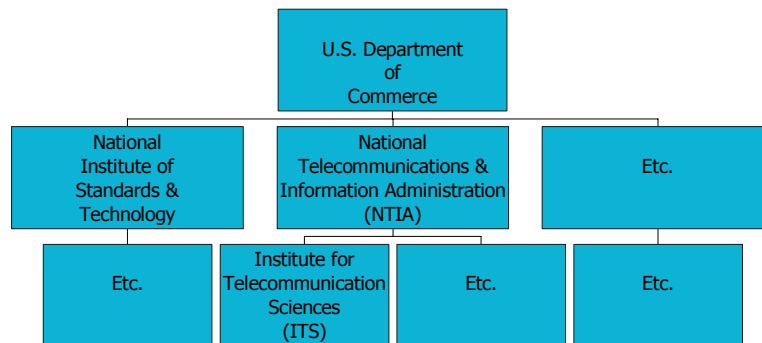 U.S. Department
of
Commerce
National
Institute of
Standards &
Technology
National
Telecommunications &
Information Administration
(NTIA)
Etc.
Etc.
Institute for
Telecommunication
Sciences
(ITS)
Etc.
Etc.